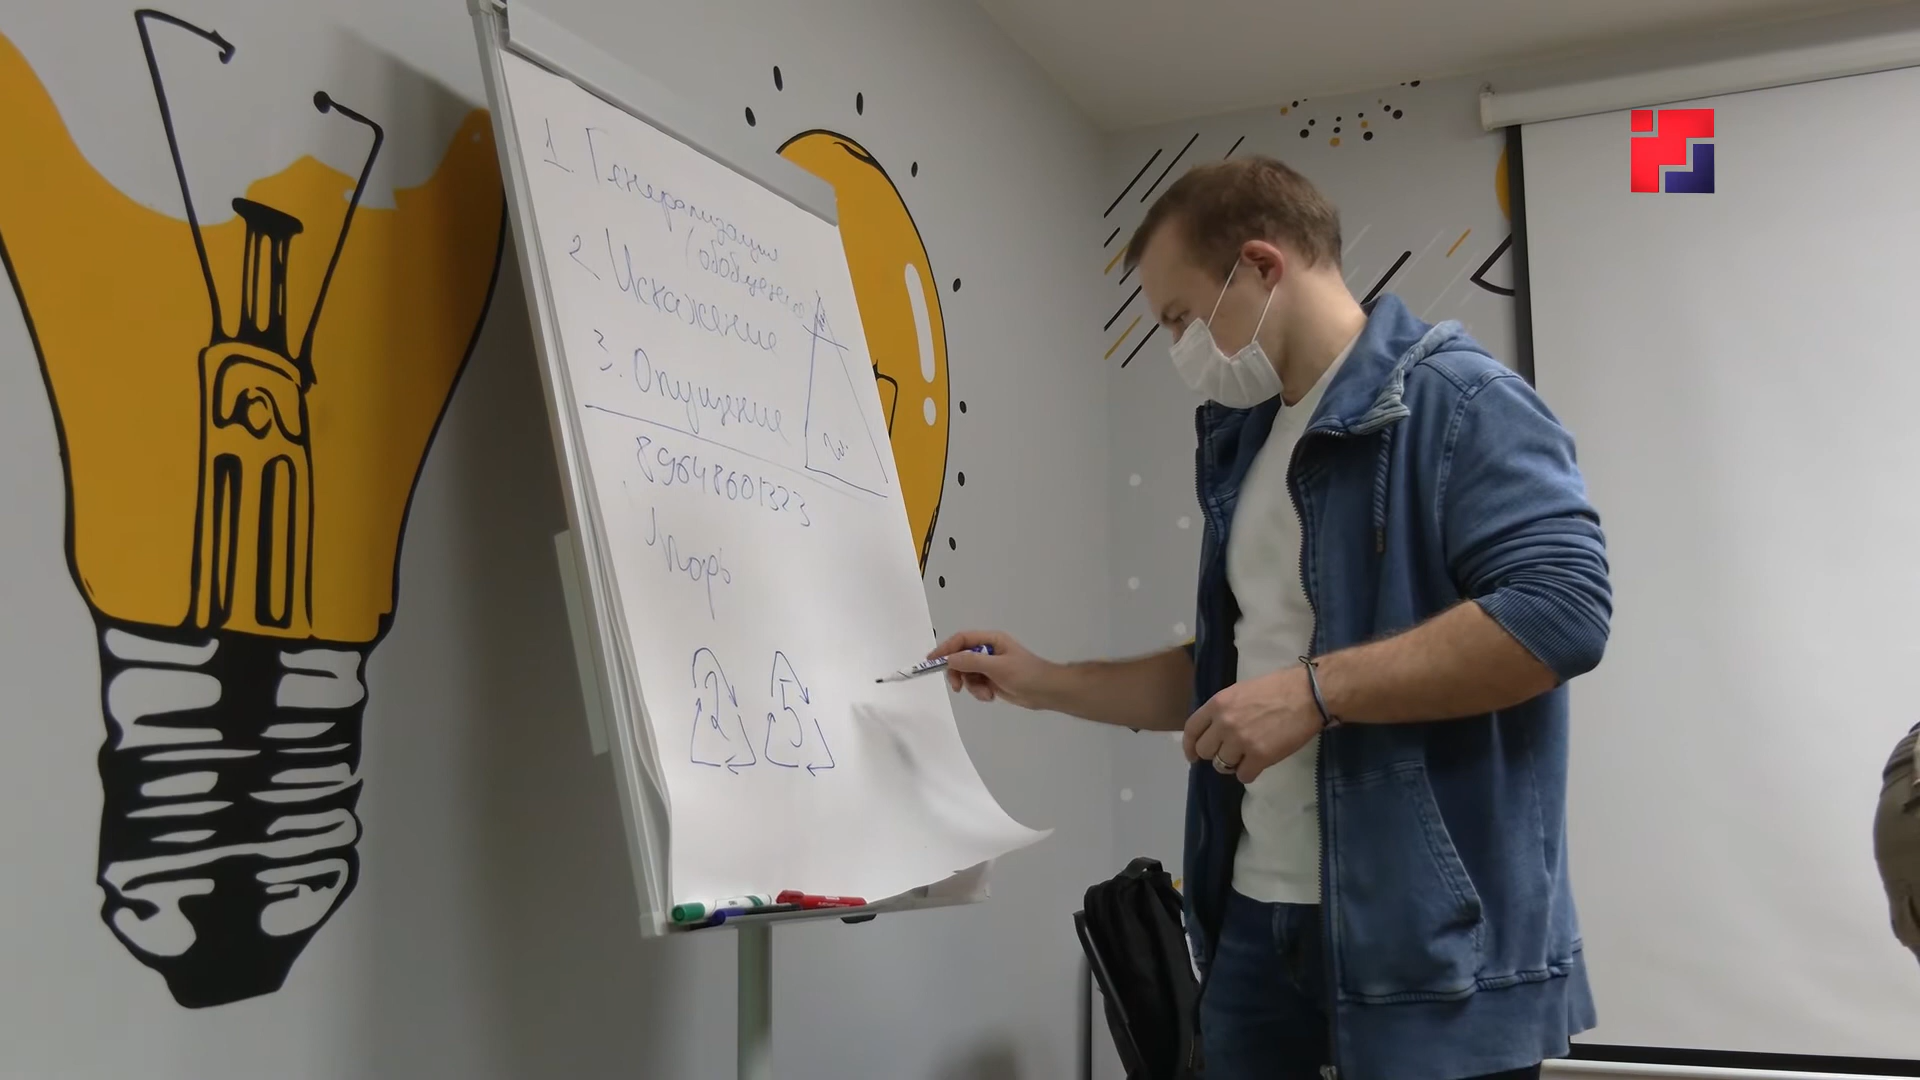 1. Генерализация
(обобщение)
2 Искажение
3. Опущение
89648601323
Игорь
2 5